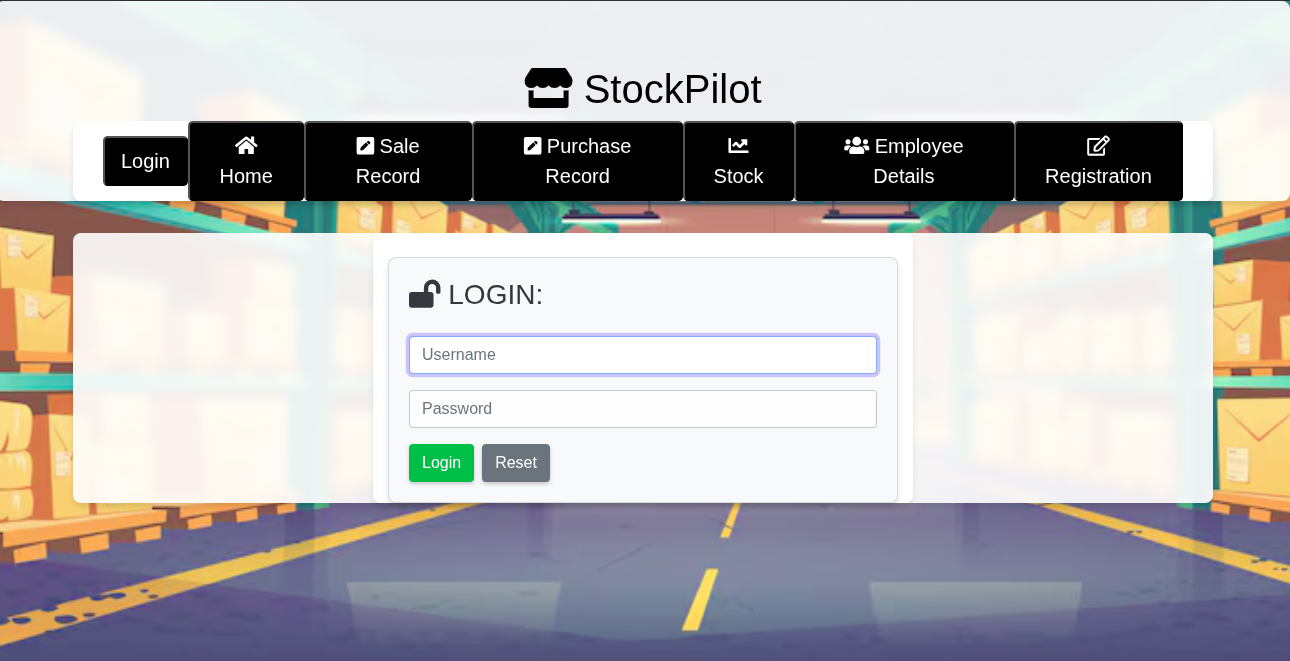 StockPilot
Login
Home
Sale
Record
Purchase
Record
Stock
Employee
Details
Registration
LOGIN:
Username
Password
Login Reset